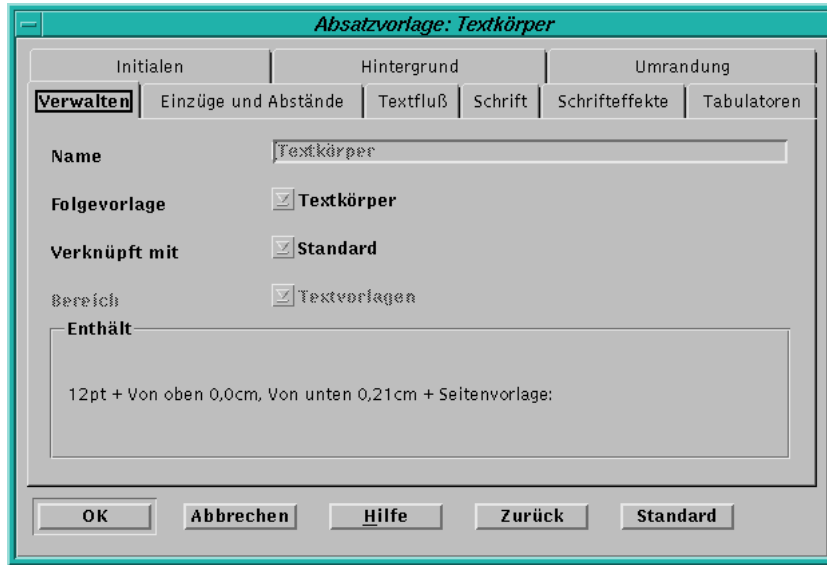 Absatzvorlage: Textkörper
Initialen Hintergrund Umrandung
Verwalten Einzüge und Abstände Textfluß Schrift Schrifteffekte Tabulatoren
Name Textkörper
Folgevorlage Textkörper
Verknüpft mit Standard
Bereich Textvorlagen
Enthält
12pt + Von oben 0,0cm, Von unten 0,21cm + Seitenvorlage:
OK Abbrechen Hilfe Zurück Standard